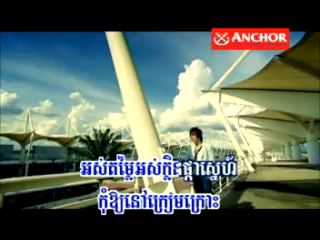 ANCHOR
អស់តម្លៃអស់ក្លិនផ្កាស្នេហ៍
កុំឱ្យនៅក្រៀមក្រោះ